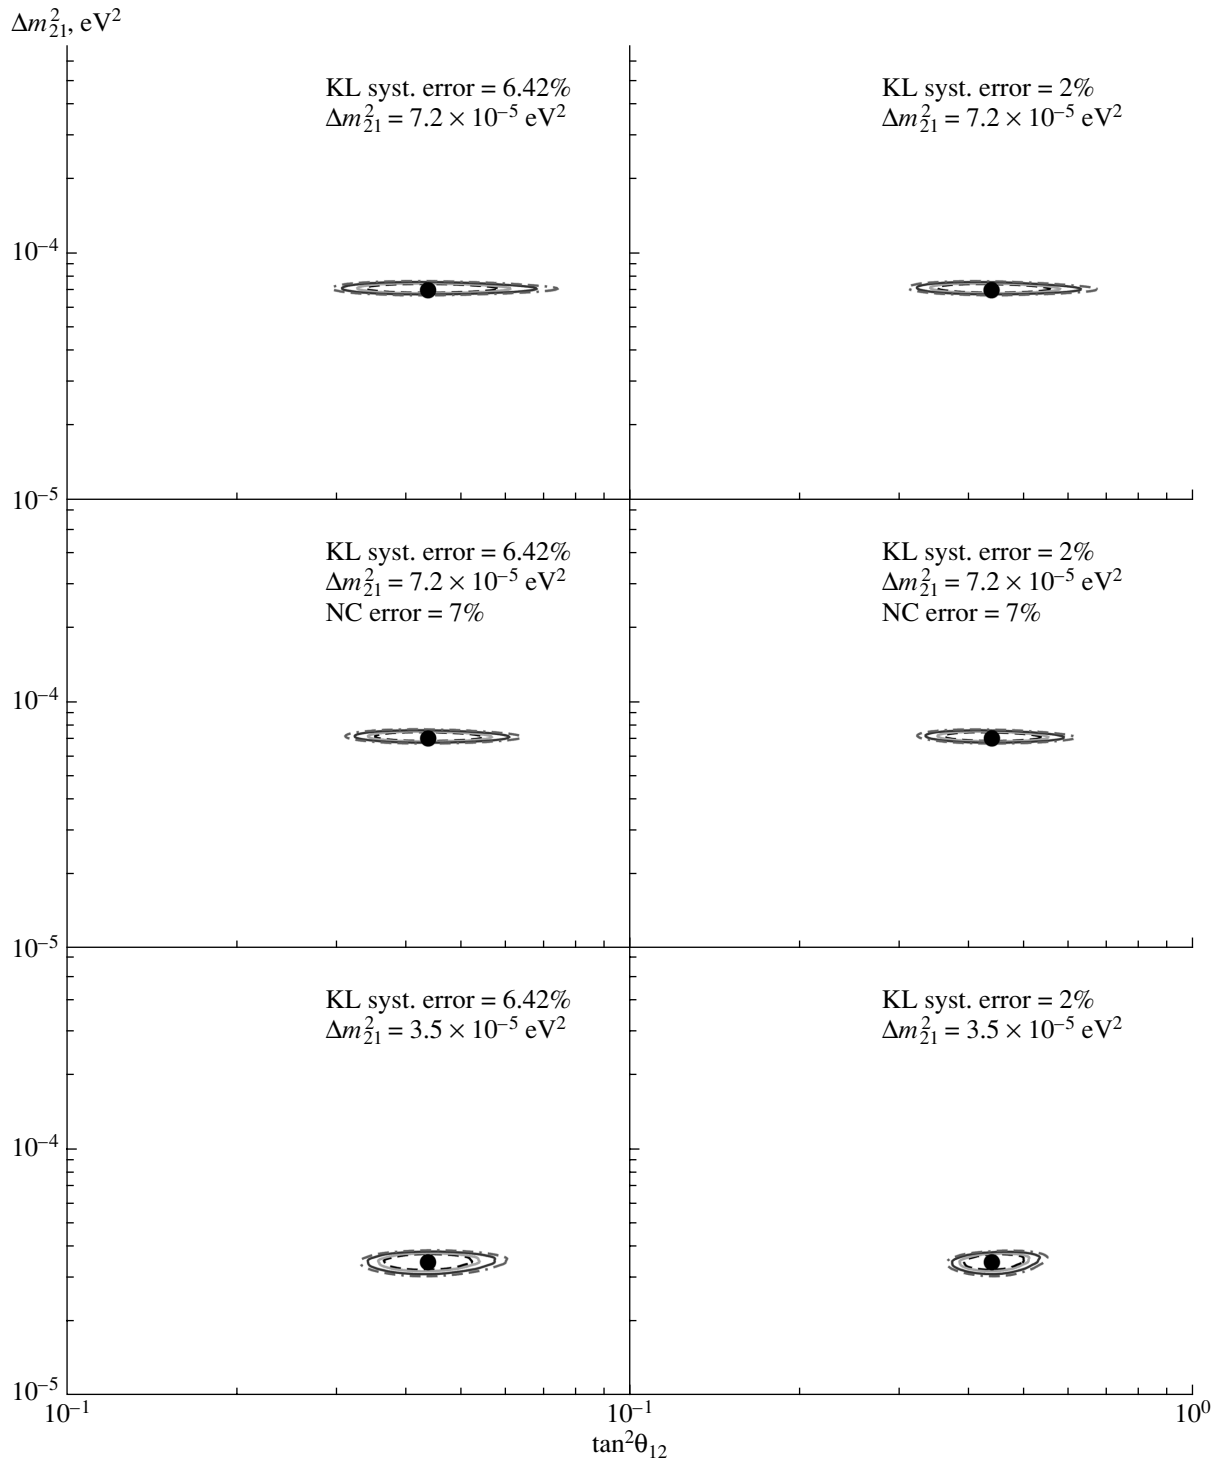 Δm²₂₁, eV²
KL syst. error = 6.42%
Δm²₂₁ = 7.2 × 10⁻⁵ eV²
KL syst. error = 2%
Δm²₂₁ = 7.2 × 10⁻⁵ eV²
10⁻⁴
10⁻⁵
KL syst. error = 6.42%
Δm²₂₁ = 7.2 × 10⁻⁵ eV²
NC error = 7%
KL syst. error = 2%
Δm²₂₁ = 7.2 × 10⁻⁵ eV²
NC error = 7%
10⁻⁴
10⁻⁵
KL syst. error = 6.42%
Δm²₂₁ = 3.5 × 10⁻⁵ eV²
KL syst. error = 2%
Δm²₂₁ = 3.5 × 10⁻⁵ eV²
10⁻⁴
10⁻⁵
10⁻¹ 10⁻¹ 10⁰
tan²θ₁₂